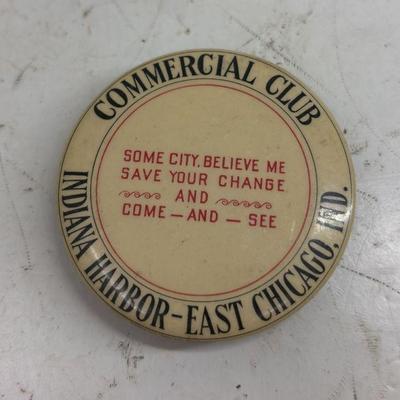 COMMERCIAL CLUB
SOME CITY, BELIEVE ME
SAVE YOUR CHANGE
AND
COME - AND - SEE
INDIANA HARBOR - EAST CHICAGO, IND.